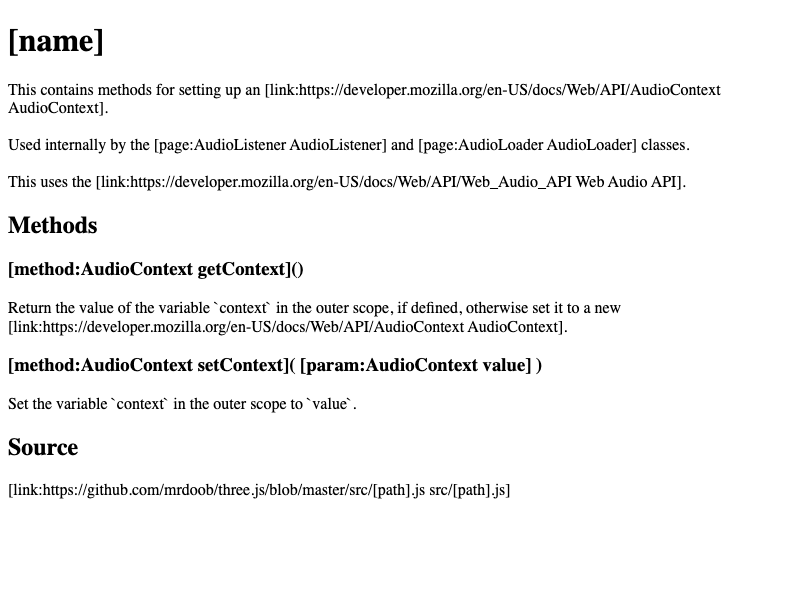 [name]
This contains methods for setting up an [link:https://developer.mozilla.org/en-US/docs/Web/API/AudioContext
AudioContext].
Used internally by the [page:AudioListener AudioListener] and [page:AudioLoader AudioLoader] classes.
This uses the [link:https://developer.mozilla.org/en-US/docs/Web/API/Web_Audio_API Web Audio API].
Methods
[method:AudioContext getContext]()
Return the value of the variable `context` in the outer scope, if defined, otherwise set it to a new
[link:https://developer.mozilla.org/en-US/docs/Web/API/AudioContext AudioContext].
[method:AudioContext setContext]( [param:AudioContext value] )
Set the variable `context` in the outer scope to `value`.
Source
[link:https://github.com/mrdoob/three.js/blob/master/src/[path].js src/[path].js]